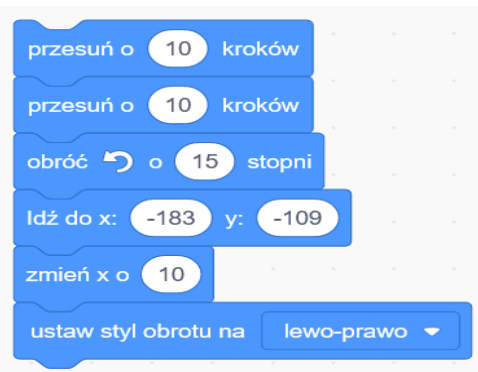 przesuń o 10 kroków
przesuń o 10 kroków
obróć o 15 stopni
Idź do x: -183 y: -109
zmień x o 10
ustaw styl obrotu na lewo-prawo